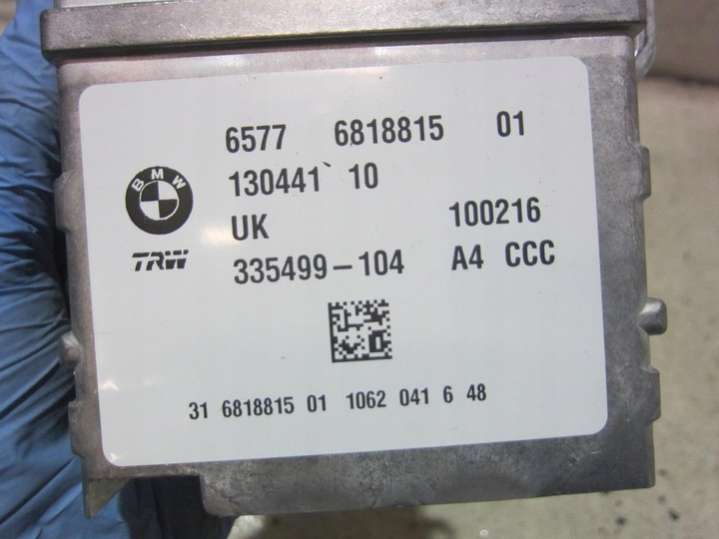 6577 6818815 01
130441 10
BMW
UK 100216
TRW
335499-104 A4 CCC
31 6818815 01 1062 041 6 48